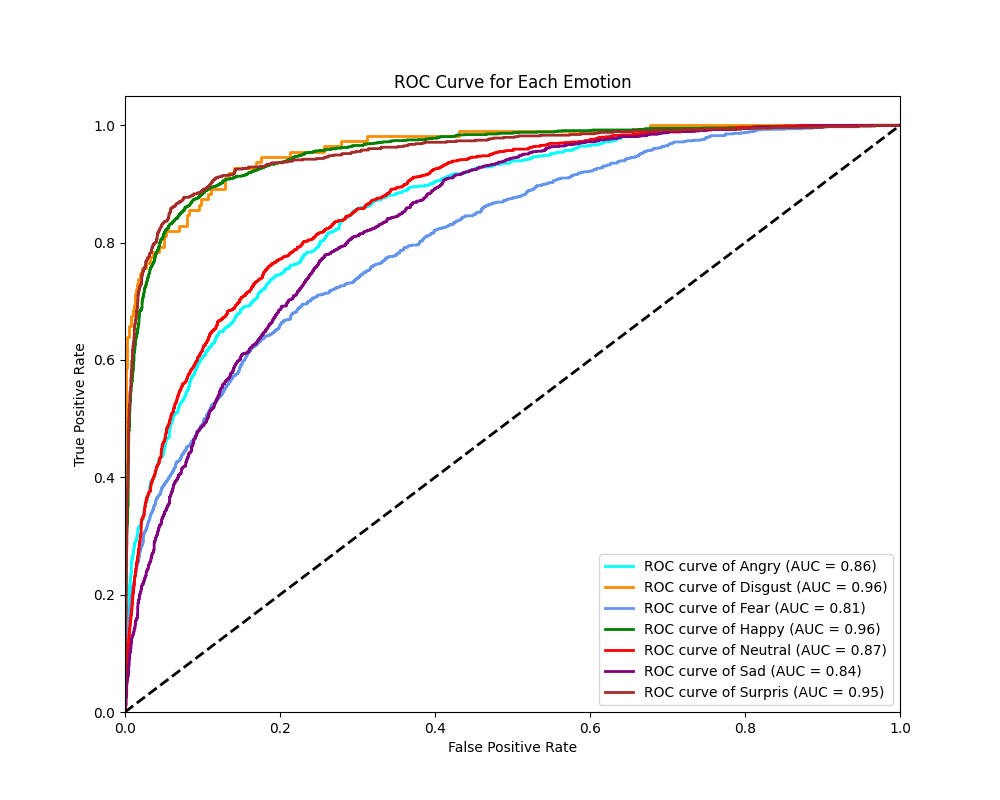 ROC Curve for Each Emotion
True Positive Rate
1.0
0.8
0.6
0.4
0.2
0.0
ROC curve of Angry (AUC = 0.86)
ROC curve of Disgust (AUC = 0.96)
ROC curve of Fear (AUC = 0.81)
ROC curve of Happy (AUC = 0.96)
ROC curve of Neutral (AUC = 0.87)
ROC curve of Sad (AUC = 0.84)
ROC curve of Surpris (AUC = 0.95)
0.0 0.2 0.4 0.6 0.8 1.0
False Positive Rate